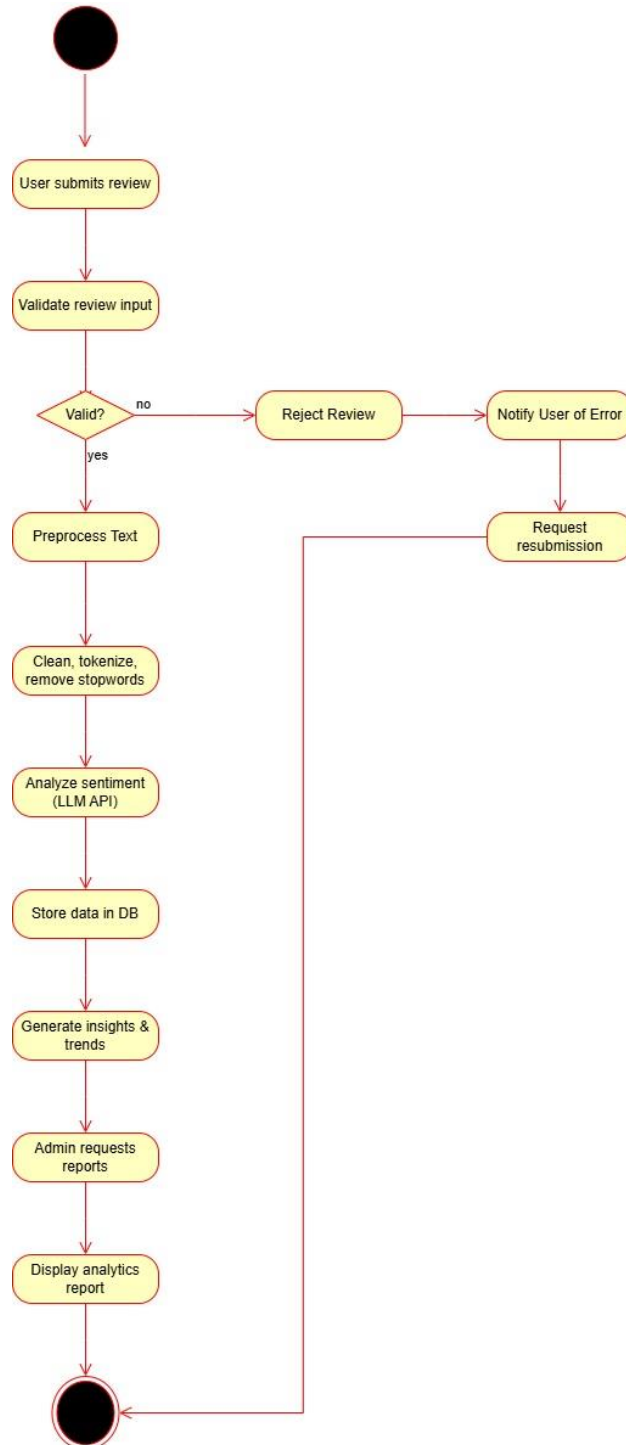 User submits review
Validate review input
Valid?
no
Reject Review
Notify User of Error
yes
Preprocess Text
Request
resubmission
Clean, tokenize,
remove stopwords
Analyze sentiment
(LLM API)
Store data in DB
Generate insights &
trends
Admin requests
reports
Display analytics
report